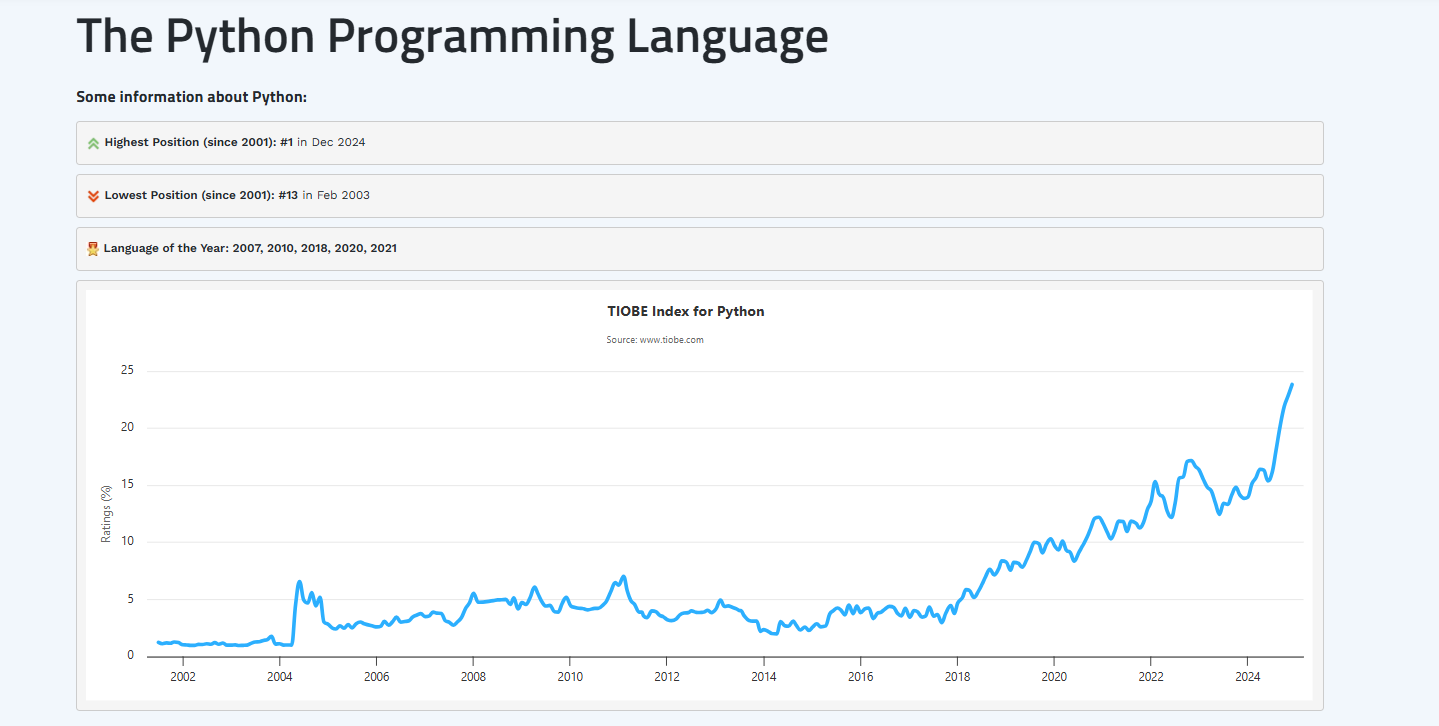 The Python Programming Language
Some information about Python:
Highest Position (since 2001): #1 in Dec 2024
Lowest Position (since 2001): #13 in Feb 2003
Language of the Year: 2007, 2010, 2018, 2020, 2021
TIOBE Index for Python
Source: www.tiobe.com
Ratings (%)
25
20
15
10
5
0
2002 2004 2006 2008 2010 2012 2014 2016 2018 2020 2022 2024